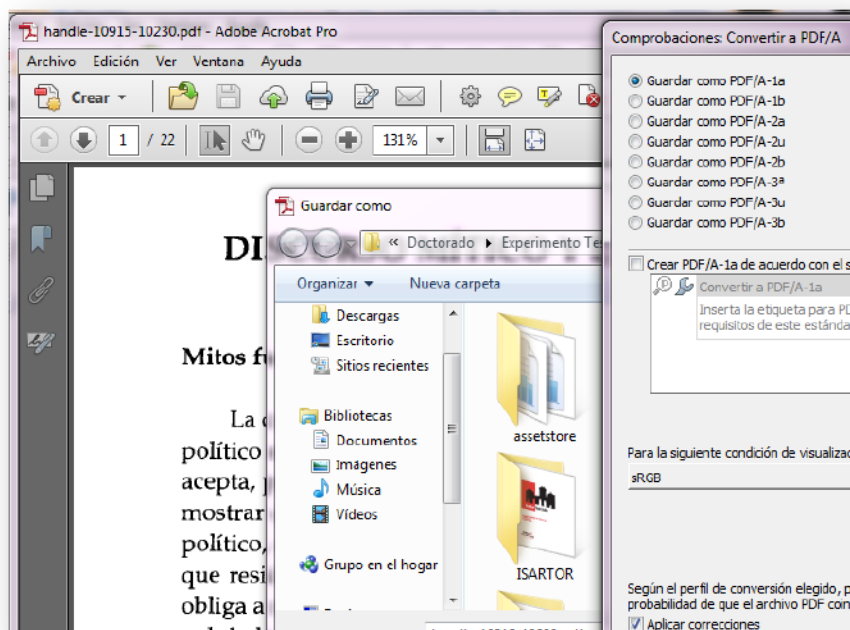 handle-10915-10230.pdf - Adobe Acrobat Pro
Archivo Edición Ver Ventana Ayuda
Crear
1 / 22 131%
DI
Mitos fu
La
político
acepta,
mostrar
político,
que resi
obliga a
Guardar como
« Doctorado Experimento Te
Organizar Nueva carpeta
Descargas
Escritorio
Sitios recientes
Bibliotecas
Documentos
Imágenes
Música
Vídeos
Grupo en el hogar
assetstore
ISARTOR
Comprobaciones: Convertir a PDF/A
Guardar como PDF/A-1a
Guardar como PDF/A-1b
Guardar como PDF/A-2a
Guardar como PDF/A-2u
Guardar como PDF/A-2b
Guardar como PDF/A-3ª
Guardar como PDF/A-3u
Guardar como PDF/A-3b
Crear PDF/A-1a de acuerdo con el s
Convertir a PDF/A-1a
Inserta la etiqueta para PD
requisitos de este estánda
Para la siguiente condición de visualizac
sRGB
Según el perfil de conversión elegido, p
probabilidad de que el archivo PDF coin
Aplicar correcciones